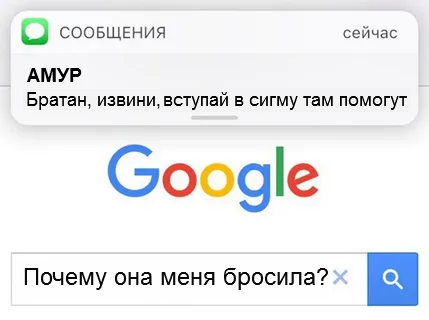 СООБЩЕНИЯ сейчас
АМУР
Братан, извини, вступай в сигму там помогут
Google
Почему она меня бросила?